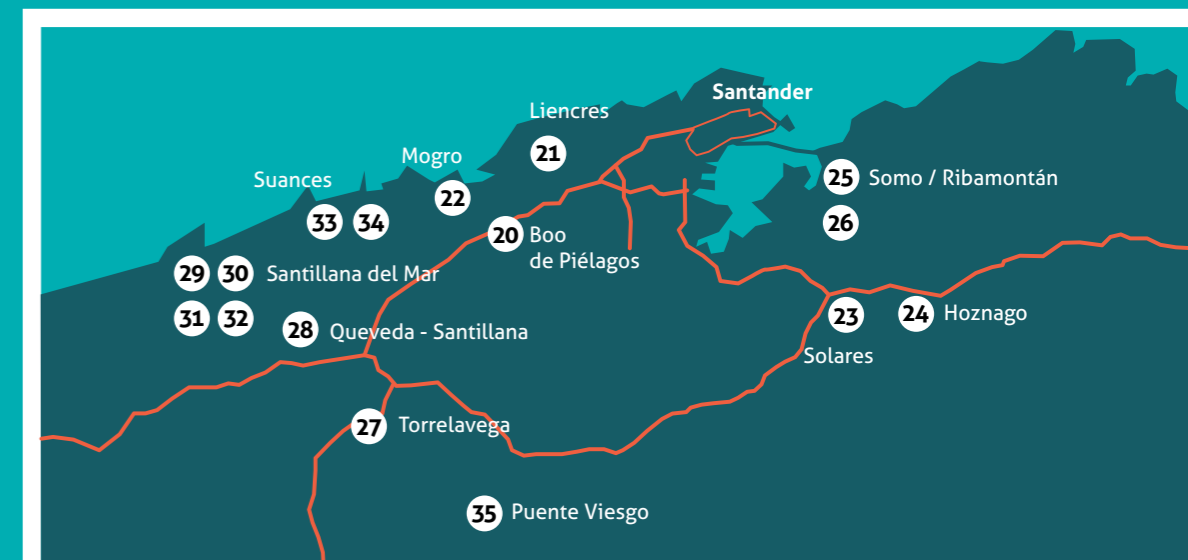 Santander
Liencres
21
Mogro
22
Suances
33 34
25 Somo / Ribamontán
26
20 Boo
de Piélagos
29 30 Santillana del Mar
31 32
28 Queveda - Santillana
23
Solares
24 Hoznago
27 Torrelavega
35 Puente Viesgo